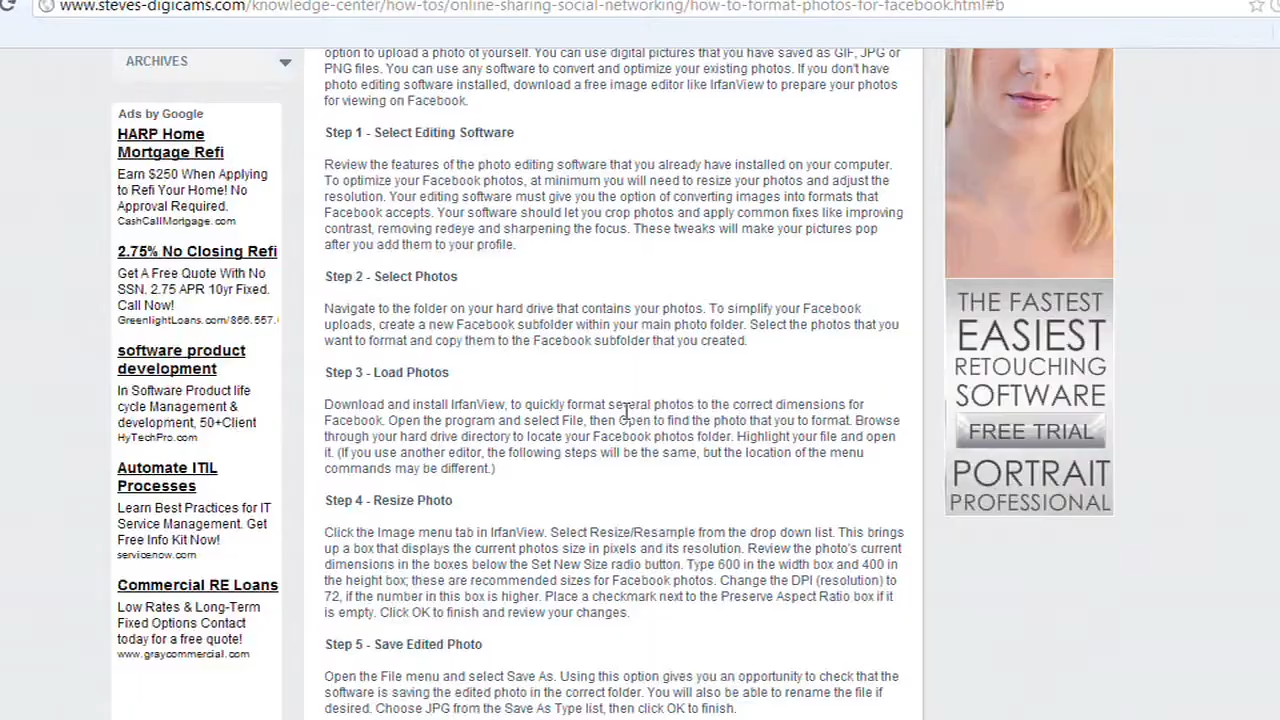 www.steves-digicams.com/knowledge-center/how-tos/online-sharing-social-networking/how-to-format-photos-for-facebook.html#b
ARCHIVES
Ads by Google
HARP Home
Mortgage Refi
Earn $250 When Applying
to Refi Your Home! No
Approval Required.
CashCallMortgage.com
2.75% No Closing Refi
Get A Free Quote With No
SSN. 2.75 APR 10yr Fixed.
Call Now!
GreenlightLoans.com/866.557.
software product
development
In Software Product life
cycle Management &
development, 50+Client
HyTechPro.com
Automate ITIL
Processes
Learn Best Practices for IT
Service Management. Get
Free Info Kit Now!
servicenow.com
Commercial RE Loans
Low Rates & Long-Term
Fixed Options Contact
today for a free quote!
www.graycommercial.com
option to upload a photo of yourself. You can use digital pictures that you have saved as GIF, JPG or
PNG files. You can use any software to convert and optimize your existing photos. If you don't have
photo editing software installed, download a free image editor like IrfanView to prepare your photos
for viewing on Facebook.
Step 1 - Select Editing Software
Review the features of the photo editing software that you already have installed on your computer.
To optimize your Facebook photos, at minimum you will need to resize your photos and adjust the
resolution. Your editing software must give you the option of converting images into formats that
Facebook accepts. Your software should let you crop photos and apply common fixes like improving
contrast, removing redeye and sharpening the focus. These tweaks will make your pictures pop
after you add them to your profile.
Step 2 - Select Photos
Navigate to the folder on your hard drive that contains your photos. To simplify your Facebook
uploads, create a new Facebook subfolder within your main photo folder. Select the photos that you
want to format and copy them to the Facebook subfolder that you created.
Step 3 - Load Photos
Download and install IrfanView, to quickly format several photos to the correct dimensions for
Facebook. Open the program and select File, then Open to find the photo that you to format. Browse
through your hard drive directory to locate your Facebook photos folder. Highlight your file and open
it. (If you use another editor, the following steps will be the same, but the location of the menu
commands may be different.)
Step 4 - Resize Photo
Click the Image menu tab in IrfanView. Select Resize/Resample from the drop down list. This brings
up a box that displays the current photos size in pixels and its resolution. Review the photo's current
dimensions in the boxes below the Set New Size radio button. Type 600 in the width box and 400 in
the height box; these are recommended sizes for Facebook photos. Change the DPI (resolution) to
72, if the number in this box is higher. Place a checkmark next to the Preserve Aspect Ratio box if it
is empty. Click OK to finish and review your changes.
Step 5 - Save Edited Photo
Open the File menu and select Save As. Using this option gives you an opportunity to check that the
software is saving the edited photo in the correct folder. You will also be able to rename the file if
desired. Choose JPG from the Save As Type list, then click OK to finish.
THE FASTEST
EASIEST
RETOUCHING
SOFTWARE
FREE TRIAL
PORTRAIT
PROFESSIONAL